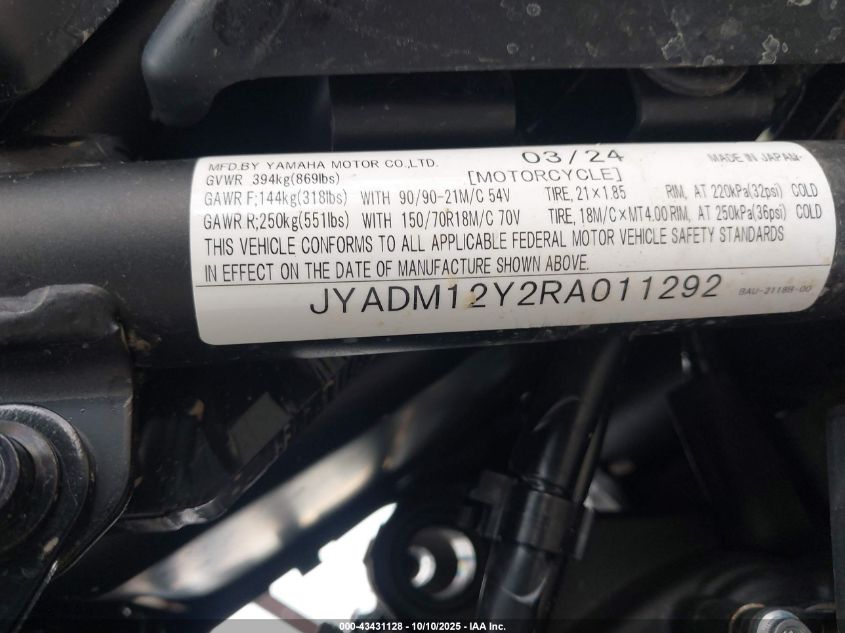 MFD.BY YAMAHA MOTOR CO.,LTD. 03/24 MADE IN JAPAN
GVWR 394kg(869lbs) [MOTORCYCLE]
GAWR F;144kg(318lbs) WITH 90/90-21M/C 54V TIRE, 21×1.85 RIM, AT 220kPa(32psi) COLD
GAWR R;250kg(551lbs) WITH 150/70R18M/C 70V TIRE, 18M/C×MT4.00 RIM, AT 250kPa(36psi) COLD
THIS VEHICLE CONFORMS TO ALL APPLICABLE FEDERAL MOTOR VEHICLE SAFETY STANDARDS
IN EFFECT ON THE DATE OF MANUFACTURE SHOWN ABOVE.
JYADM12Y2RA011292 BAU-2118B-00
000-43431128 - 10/10/2025 - IAA Inc.